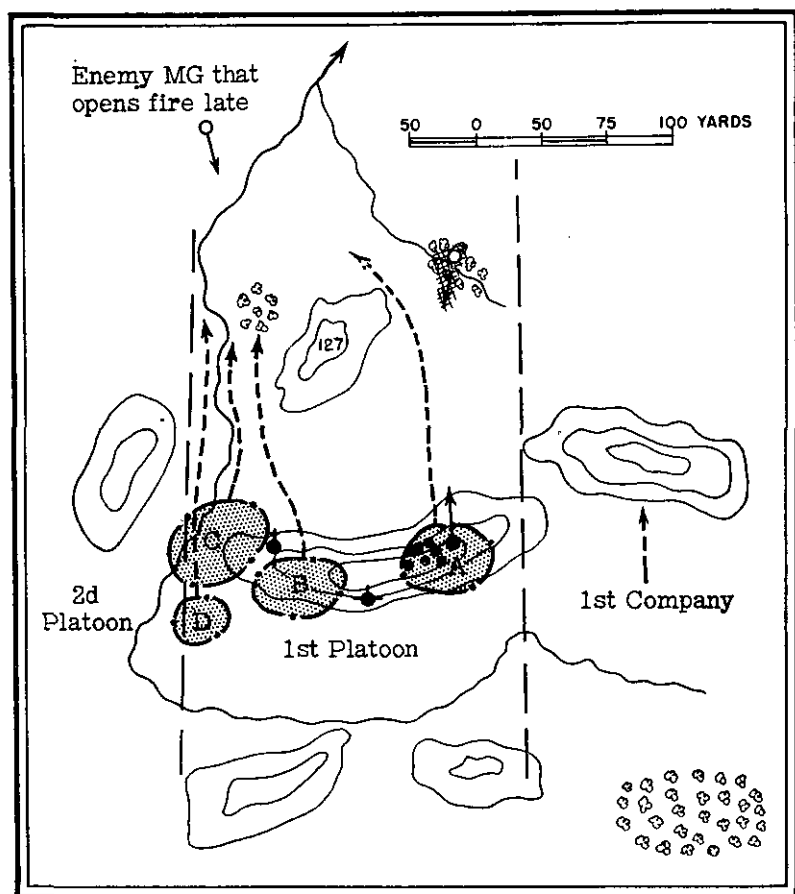 Enemy MG that
opens fire late
50 0 50 75 100 YARDS
127
C
A
B
D
2d
Platoon
1st Platoon
1st Company